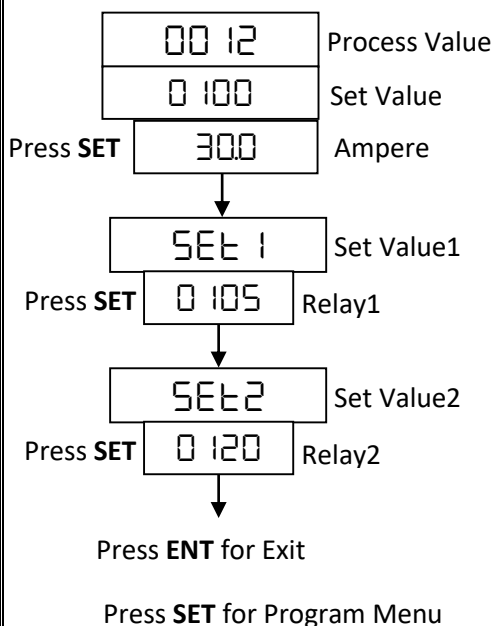 0012 Process Value
0100 Set Value
Press SET 30.0 Ampere
SEt 1 Set Value1
Press SET 0105 Relay1
SEt2 Set Value2
Press SET 0120 Relay2
Press ENT for Exit
Press SET for Program Menu